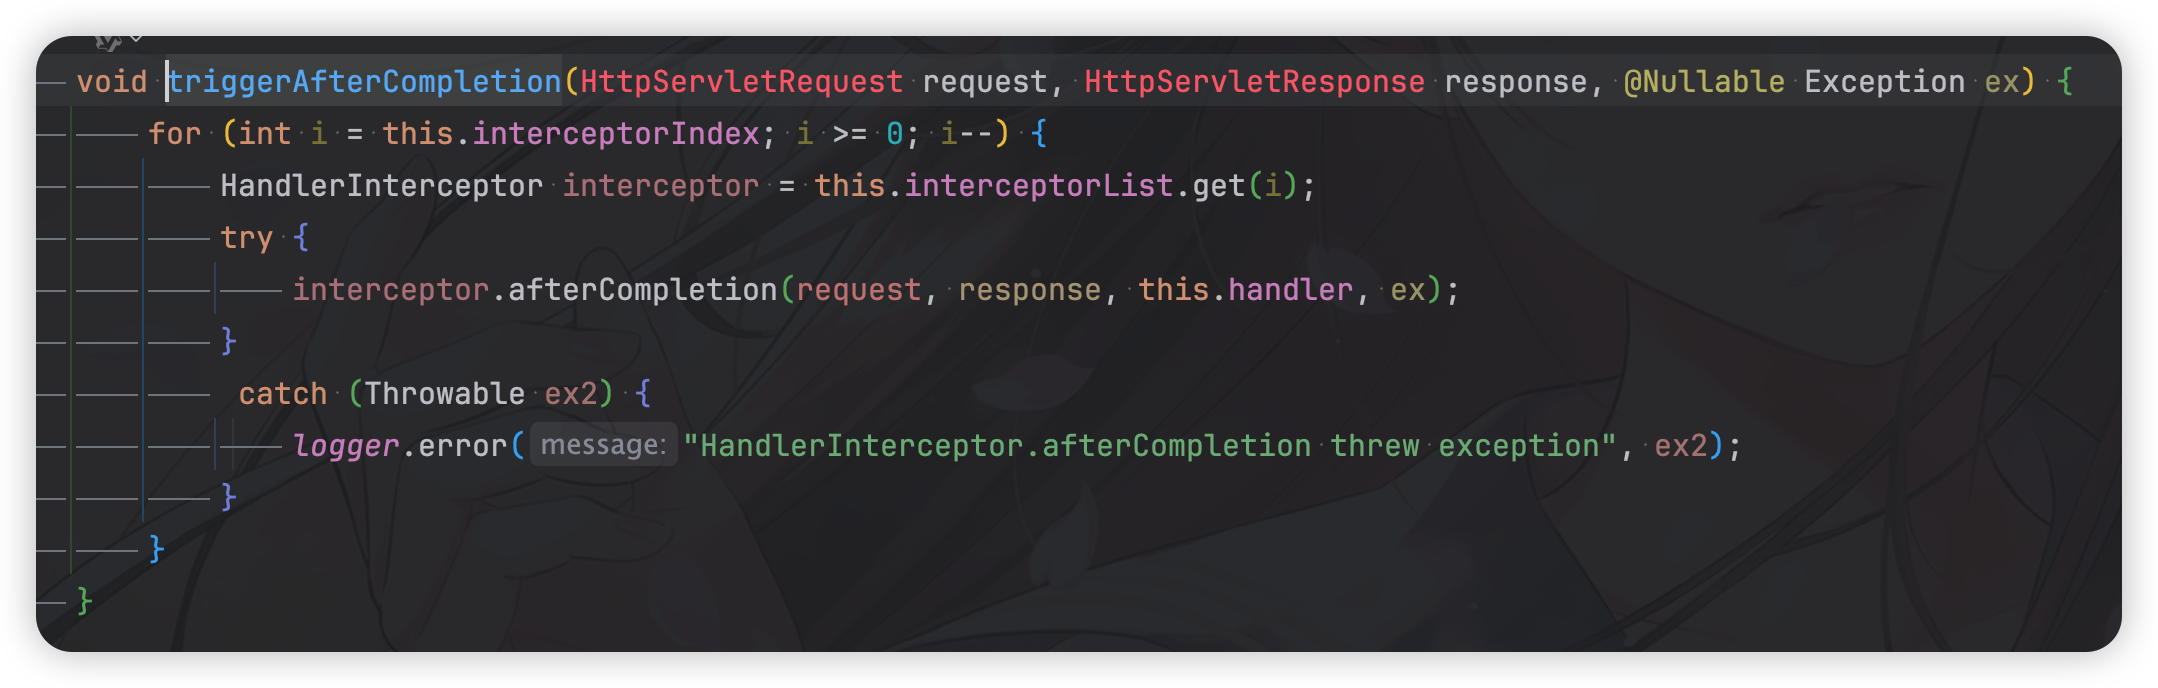 void triggerAfterCompletion(HttpServletRequest request, HttpServletResponse response, @Nullable Exception ex) {
for (int i = this.interceptorIndex; i >= 0; i--) {
HandlerInterceptor interceptor = this.interceptorList.get(i);
try {
interceptor.afterCompletion(request, response, this.handler, ex);
}
catch (Throwable ex2) {
logger.error( message: "HandlerInterceptor.afterCompletion threw exception", ex2);
}
}
}